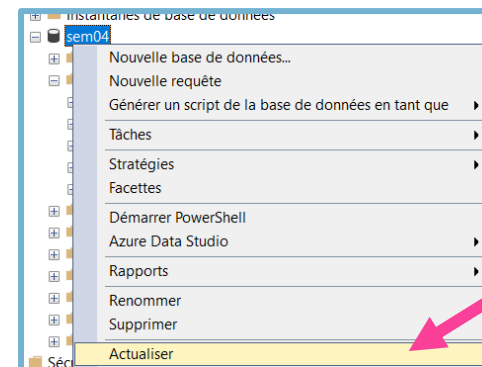 Instantanés de base de données
sem04
Nouvelle base de données...
Nouvelle requête
Générer un script de la base de données en tant que
Tâches
Stratégies
Facettes
Démarrer PowerShell
Azure Data Studio
Rapports
Renommer
Supprimer
Actualiser